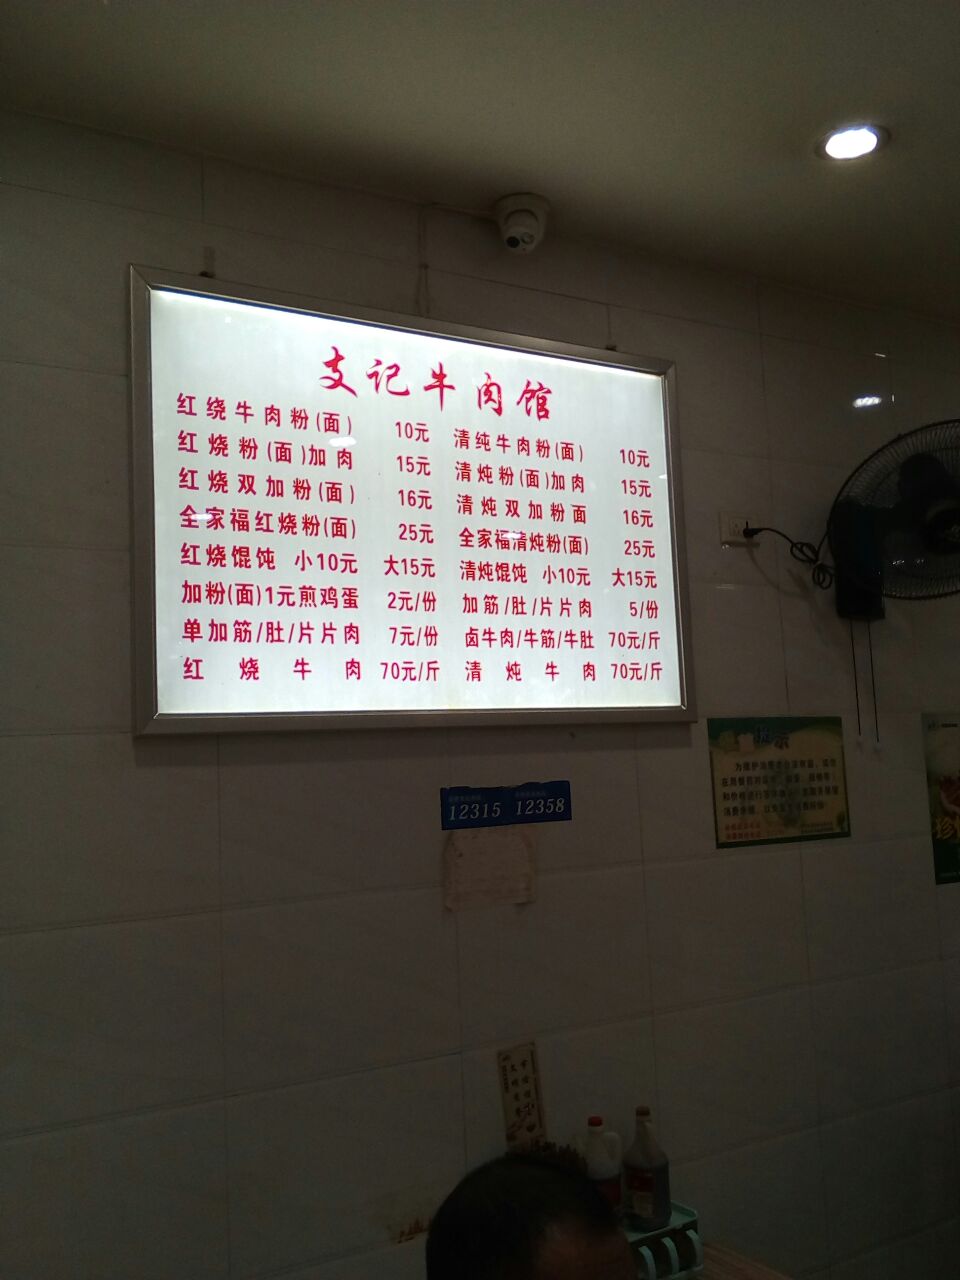 支记牛肉馆
红绕牛肉粉(面) 10元
红烧粉(面)加肉 15元
红烧双加粉(面) 16元
全家福红烧粉(面) 25元
红烧馄饨 小10元 大15元
加粉(面)1元煎鸡蛋 2元/份
单加筋/肚/片片肉 7元/份
红烧牛肉 70元/斤
清纯牛肉粉(面) 10元
清炖粉(面)加肉 15元
清炖双加粉面 16元
全家福清炖粉(面) 25元
清炖馄饨 小10元 大15元
加筋/肚/片片肉 5/份
卤牛肉/牛筋/牛肚 70元/斤
清炖牛肉 70元/斤
12315 12358
提示
珍